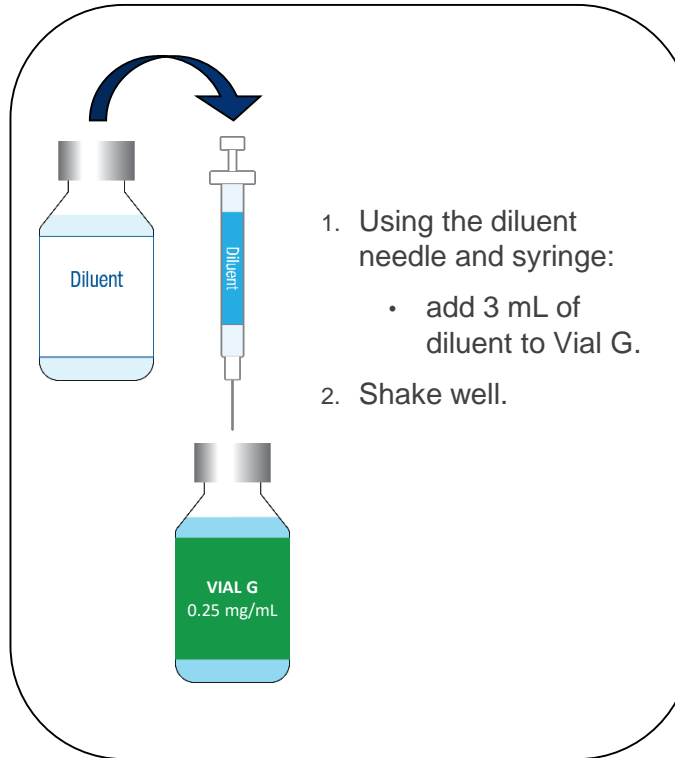 Diluent
Diluent
1. Using the diluent
needle and syringe:
• add 3 mL of
diluent to Vial G.
2. Shake well.
VIAL G
0.25 mg/mL